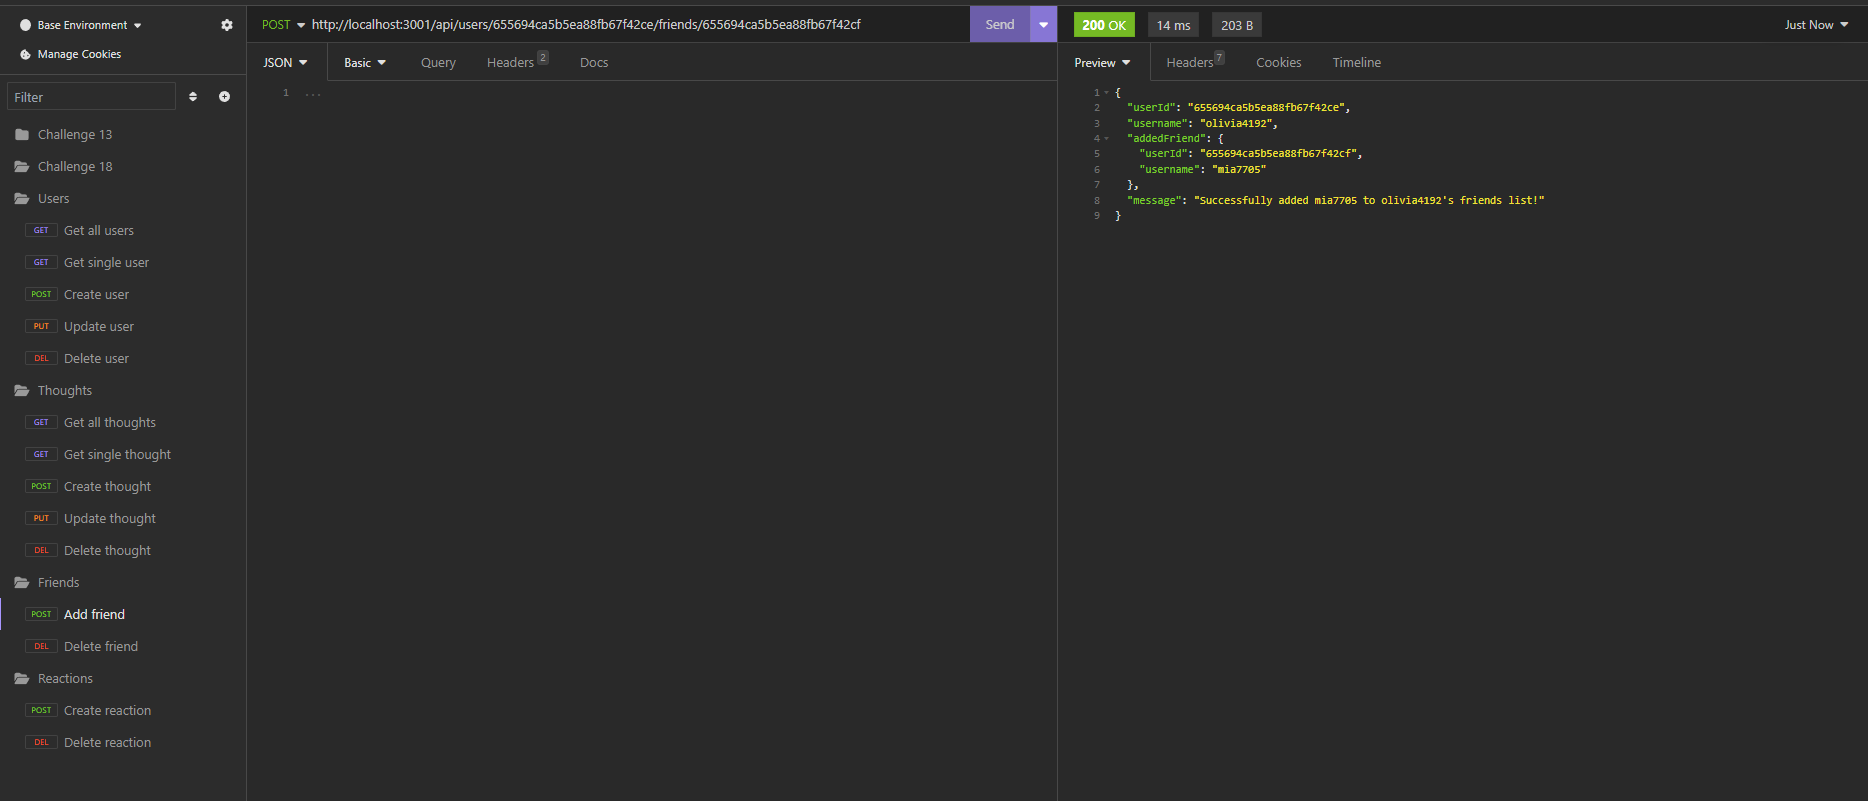 Base Environment
Manage Cookies
Filter
Challenge 13
Challenge 18
Users
GET Get all users
GET Get single user
POST Create user
PUT Update user
DEL Delete user
Thoughts
GET Get all thoughts
GET Get single thought
POST Create thought
PUT Update thought
DEL Delete thought
Friends
POST Add friend
DEL Delete friend
Reactions
POST Create reaction
DEL Delete reaction
POST http://localhost:3001/api/users/655694ca5b5ea88fb67f42ce/friends/655694ca5b5ea88fb67f42cf Send
JSON Basic Query Headers 2 Docs
1 ...
200 OK 14 ms 203 B Just Now
Preview Headers 7 Cookies Timeline
1 {
2 "userId": "655694ca5b5ea88fb67f42ce",
3 "username": "olivia4192",
4 "addedFriend": {
5 "userId": "655694ca5b5ea88fb67f42cf",
6 "username": "mia7705"
7 },
8 "message": "Successfully added mia7705 to olivia4192's friends list!"
9 }